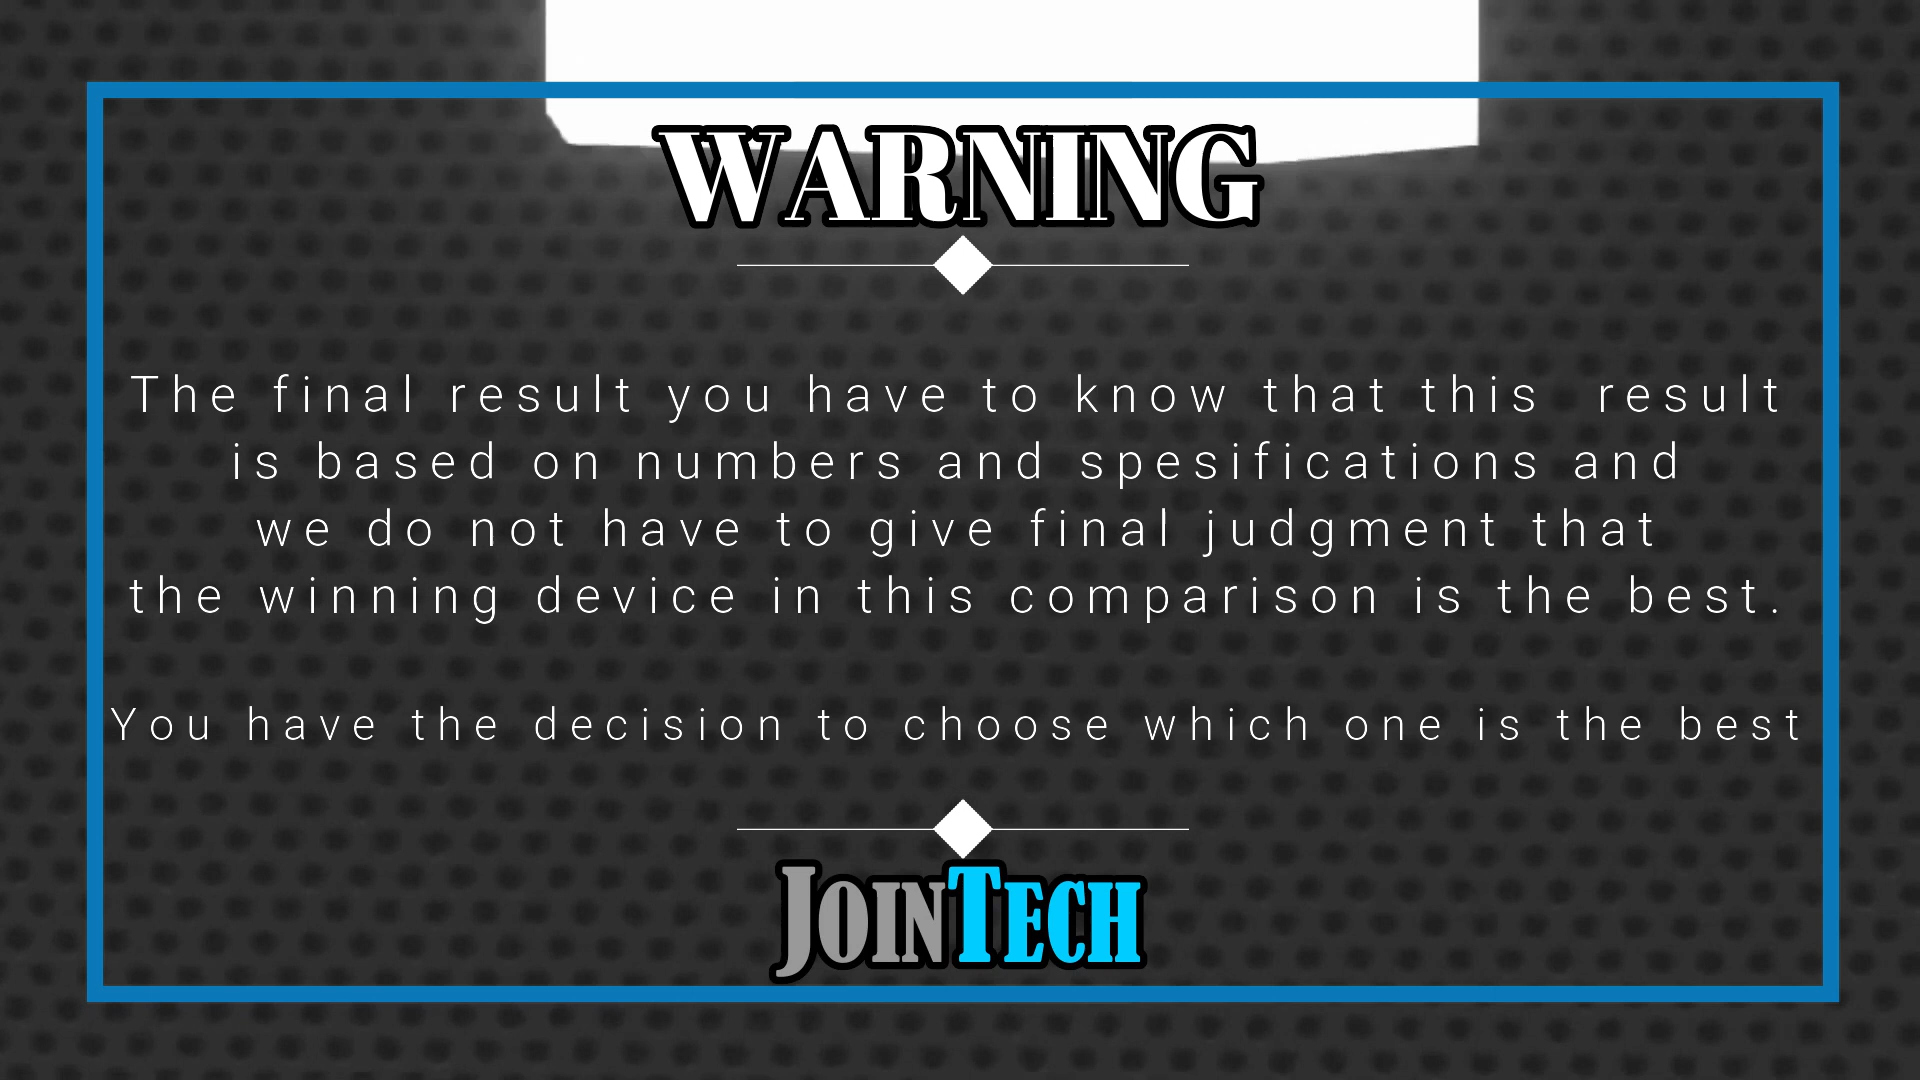 WARNING
The final result you have to know that this result
is based on numbers and spesifications and
we do not have to give final judgment that
the winning device in this comparison is the best.
You have the decision to choose which one is the best
JOINTECH